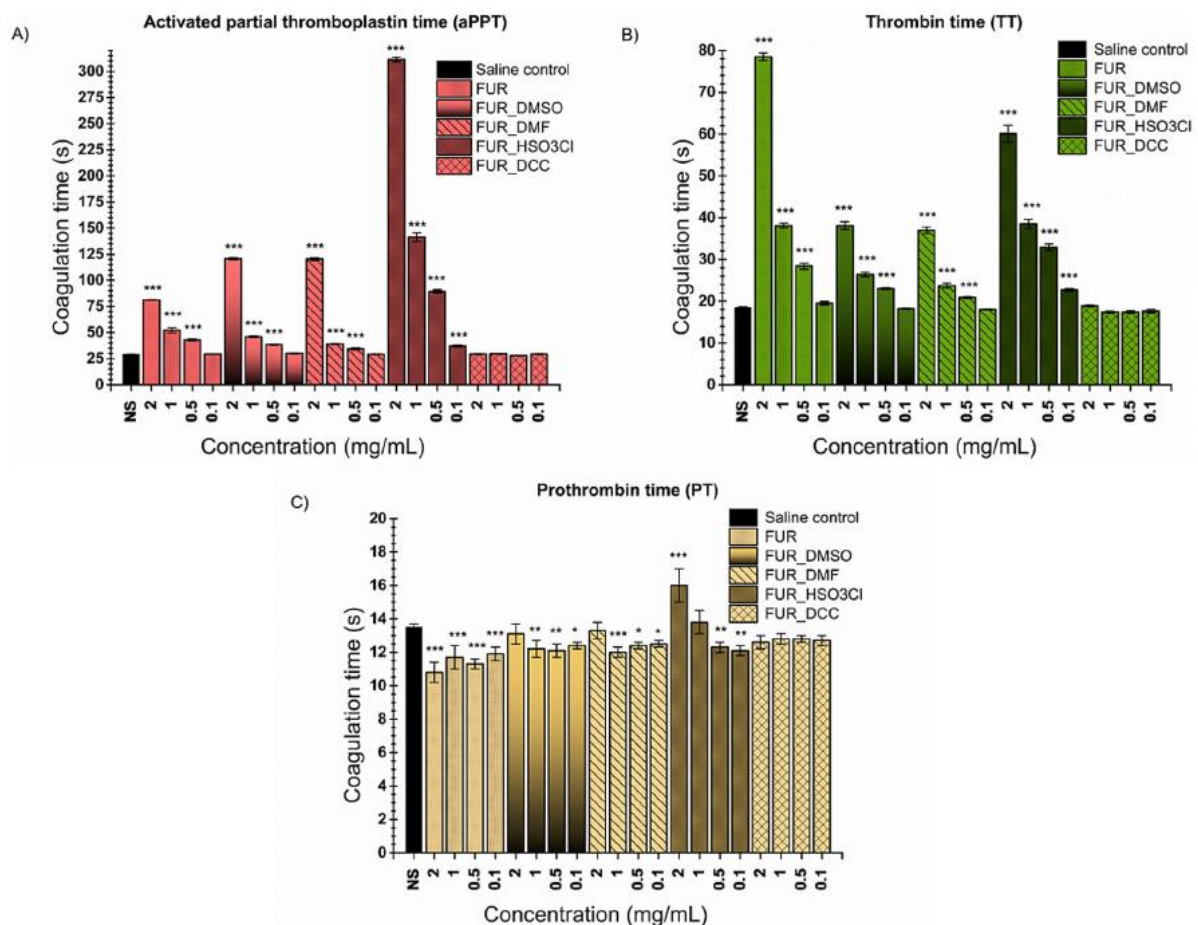 A)
Activated partial thromboplastin time (aPPT)
Coagulation time (s)
300
275
250
225
200
175
150
125
100
75
50
25
0
***
***
***
***
***
***
***
***
***
***
***
***
***
Saline control
FUR
FUR_DMSO
FUR_DMF
FUR_HSO3Cl
FUR_DCC
NS 2 1 0.5 0.1 2 1 0.5 0.1 2 1 0.5 0.1 2 1 0.5 0.1 2 1 0.5 0.1
Concentration (mg/mL)
B)
Thrombin time (TT)
Coagulation time (s)
80
60
40
20
0
***
***
***
***
***
***
***
***
***
***
***
***
***
Saline control
FUR
FUR_DMSO
FUR_DMF
FUR_HSO3Cl
FUR_DCC
NS 2 1 0.5 0.1 2 1 0.5 0.1 2 1 0.5 0.1 2 1 0.5 0.1 2 1 0.5 0.1
Concentration (mg/mL)
C)
Prothrombin time (PT)
Coagulation time (s)
20
18
16
14
12
10
8
6
4
2
0
***
***
***
***
**
**
*
***
*
*
***
**
**
Saline control
FUR
FUR_DMSO
FUR_DMF
FUR_HSO3Cl
FUR_DCC
NS 2 1 0.5 0.1 2 1 0.5 0.1 2 1 0.5 0.1 2 1 0.5 0.1 2 1 0.5 0.1
Concentration (mg/mL)